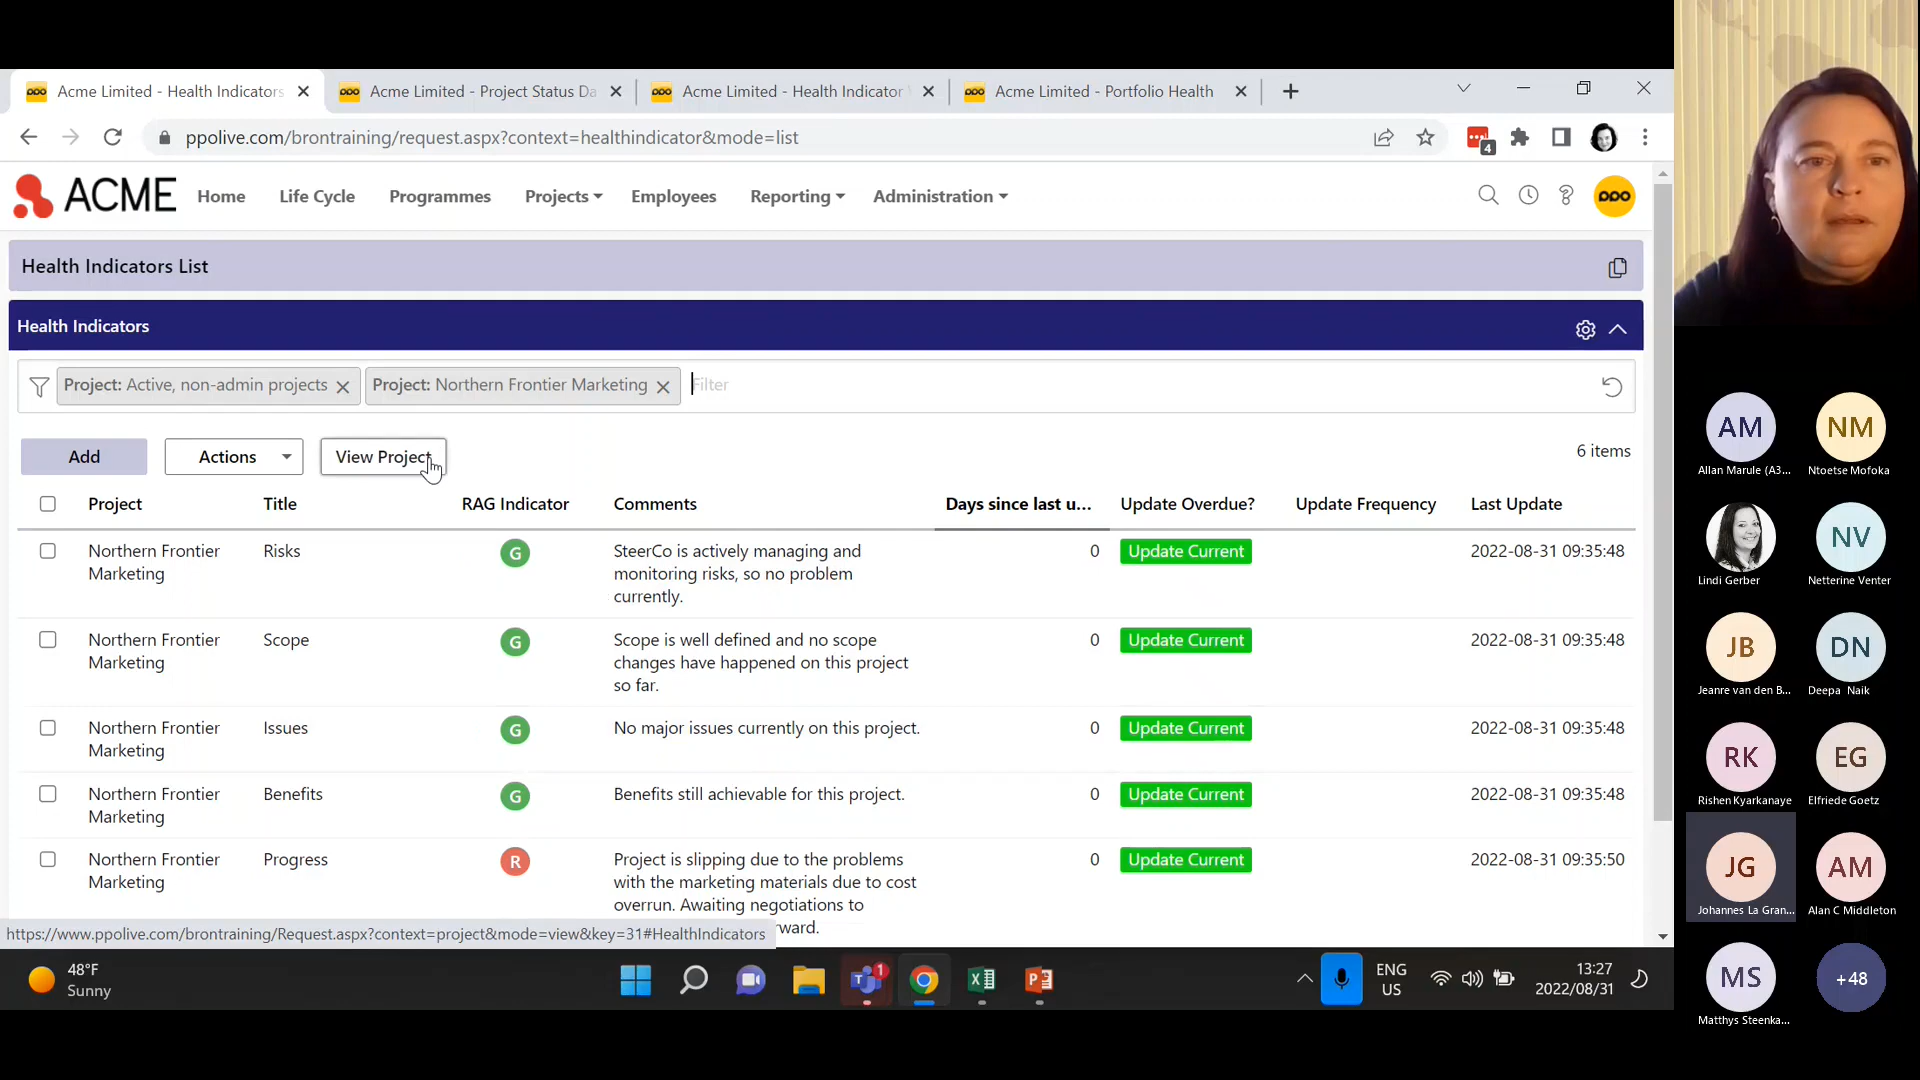 Acme Limited - Health Indicators
Acme Limited - Project Status Da
Acme Limited - Health Indicator
Acme Limited - Portfolio Health
ppolive.com/brontraining/request.aspx?context=healthindicator&mode=list
4
ACME
Home
Life Cycle
Programmes
Projects
Employees
Reporting
Administration
ppo
Health Indicators List
Health Indicators
Project: Active, non-admin projects
Project: Northern Frontier Marketing
Filter
Add
Actions
View Project
6 items
Project
Title
RAG Indicator
Comments
Days since last u...
Update Overdue?
Update Frequency
Last Update
Northern Frontier
Marketing
Risks
G
SteerCo is actively managing and
monitoring risks, so no problem
currently.
0
Update Current
2022-08-31 09:35:48
Northern Frontier
Marketing
Scope
G
Scope is well defined and no scope
changes have happened on this project
so far.
0
Update Current
2022-08-31 09:35:48
Northern Frontier
Marketing
Issues
G
No major issues currently on this project.
0
Update Current
2022-08-31 09:35:48
Northern Frontier
Marketing
Benefits
G
Benefits still achievable for this project.
0
Update Current
2022-08-31 09:35:48
Northern Frontier
Marketing
Progress
R
Project is slipping due to the problems
with the marketing materials due to cost
overrun. Awaiting negotiations to
0
Update Current
2022-08-31 09:35:50
https://www.ppolive.com/brontraining/Request.aspx?context=project&mode=view&key=31#HealthIndicators
48°F
Sunny
1
ENG
US
13:27
2022/08/31
AM
Allan Marule (A3...
NM
Ntoetse Mofoka
Lindi Gerber
NV
Netterine Venter
JB
Jeanre van den B...
DN
Deepa Naik
RK
Rishen Kyarkanaye
EG
Elfriede Goetz
JG
Johannes La Gran...
AM
Alan C Middleton
MS
Matthys Steenka...
+48